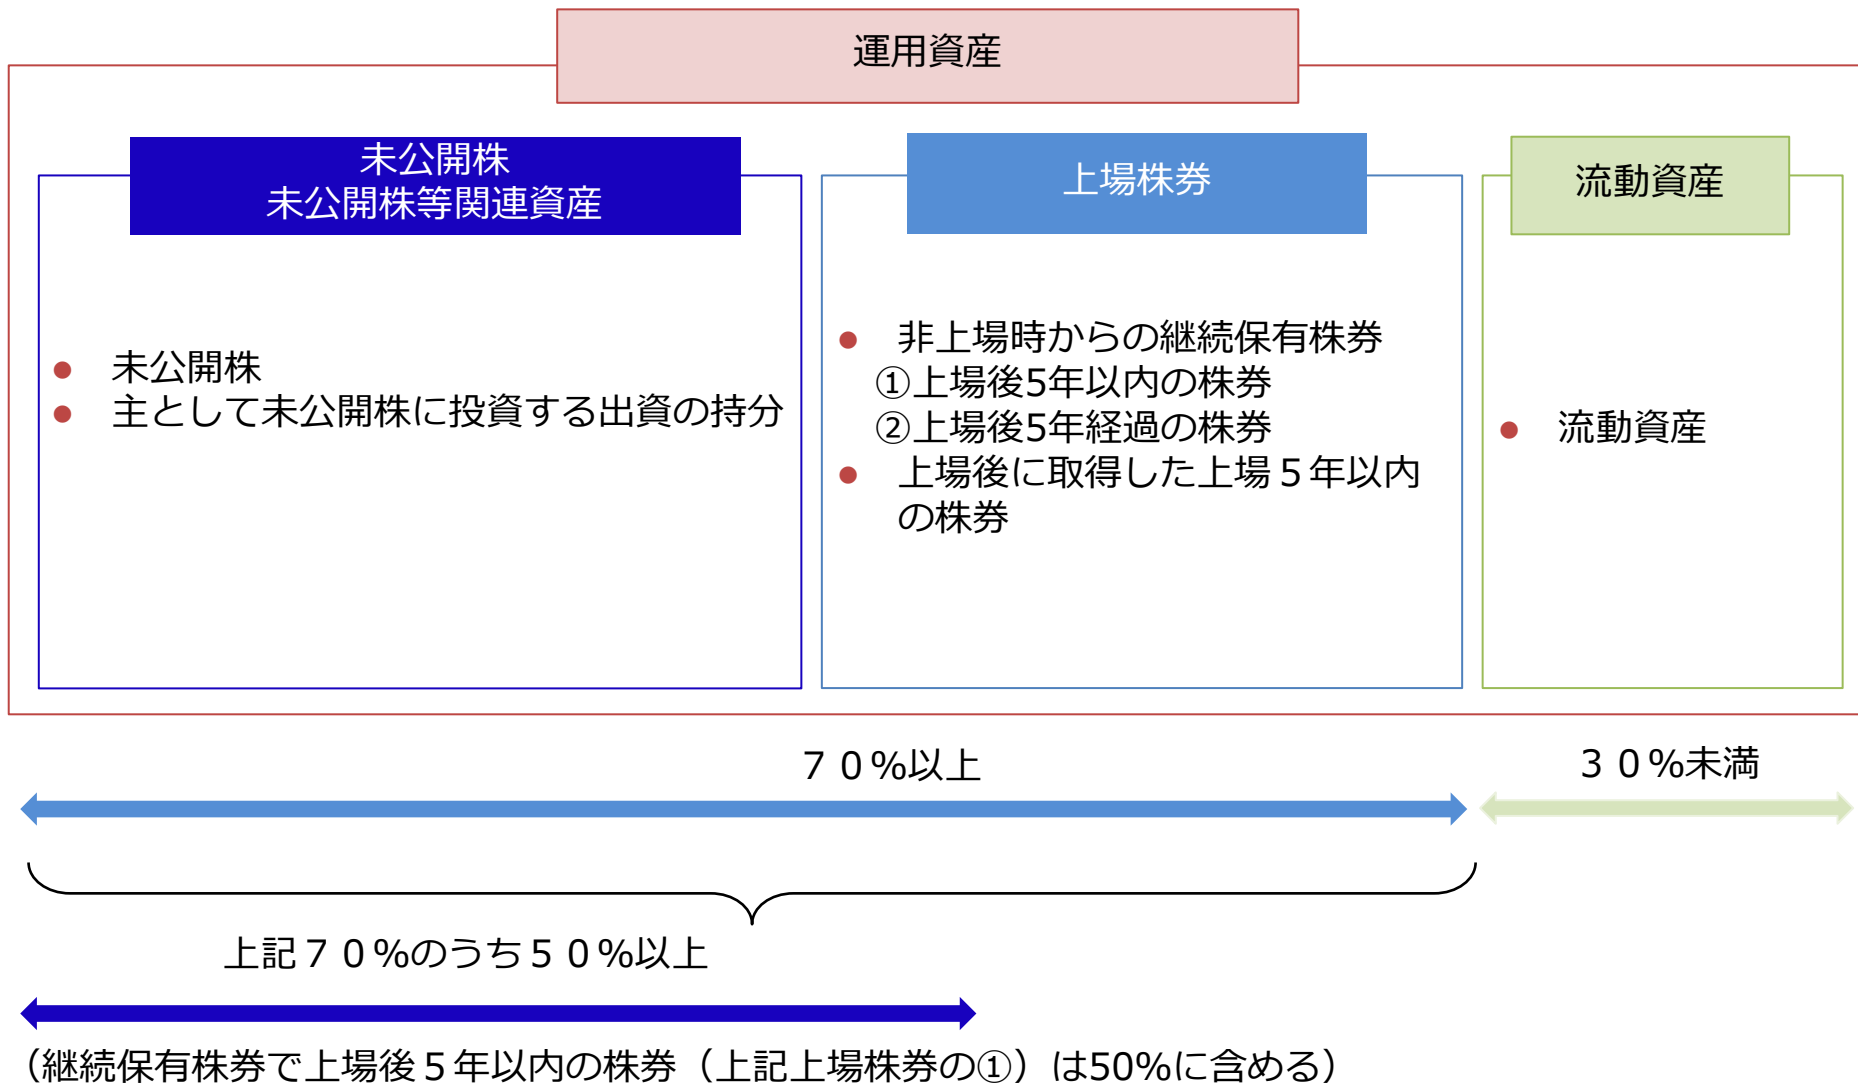 運用資産
未公開株
未公開株等関連資産
上場株券
流動資産
● 未公開株
● 主として未公開株に投資する出資の持分
● 非上場時からの継続保有株券
①上場後5年以内の株券
②上場後5年経過の株券
● 上場後に取得した上場５年以内
の株券
● 流動資産
７０%以上
３０%未満
上記７０%のうち５０%以上
（継続保有株券で上場後５年以内の株券（上記上場株券の①）は50%に含める）